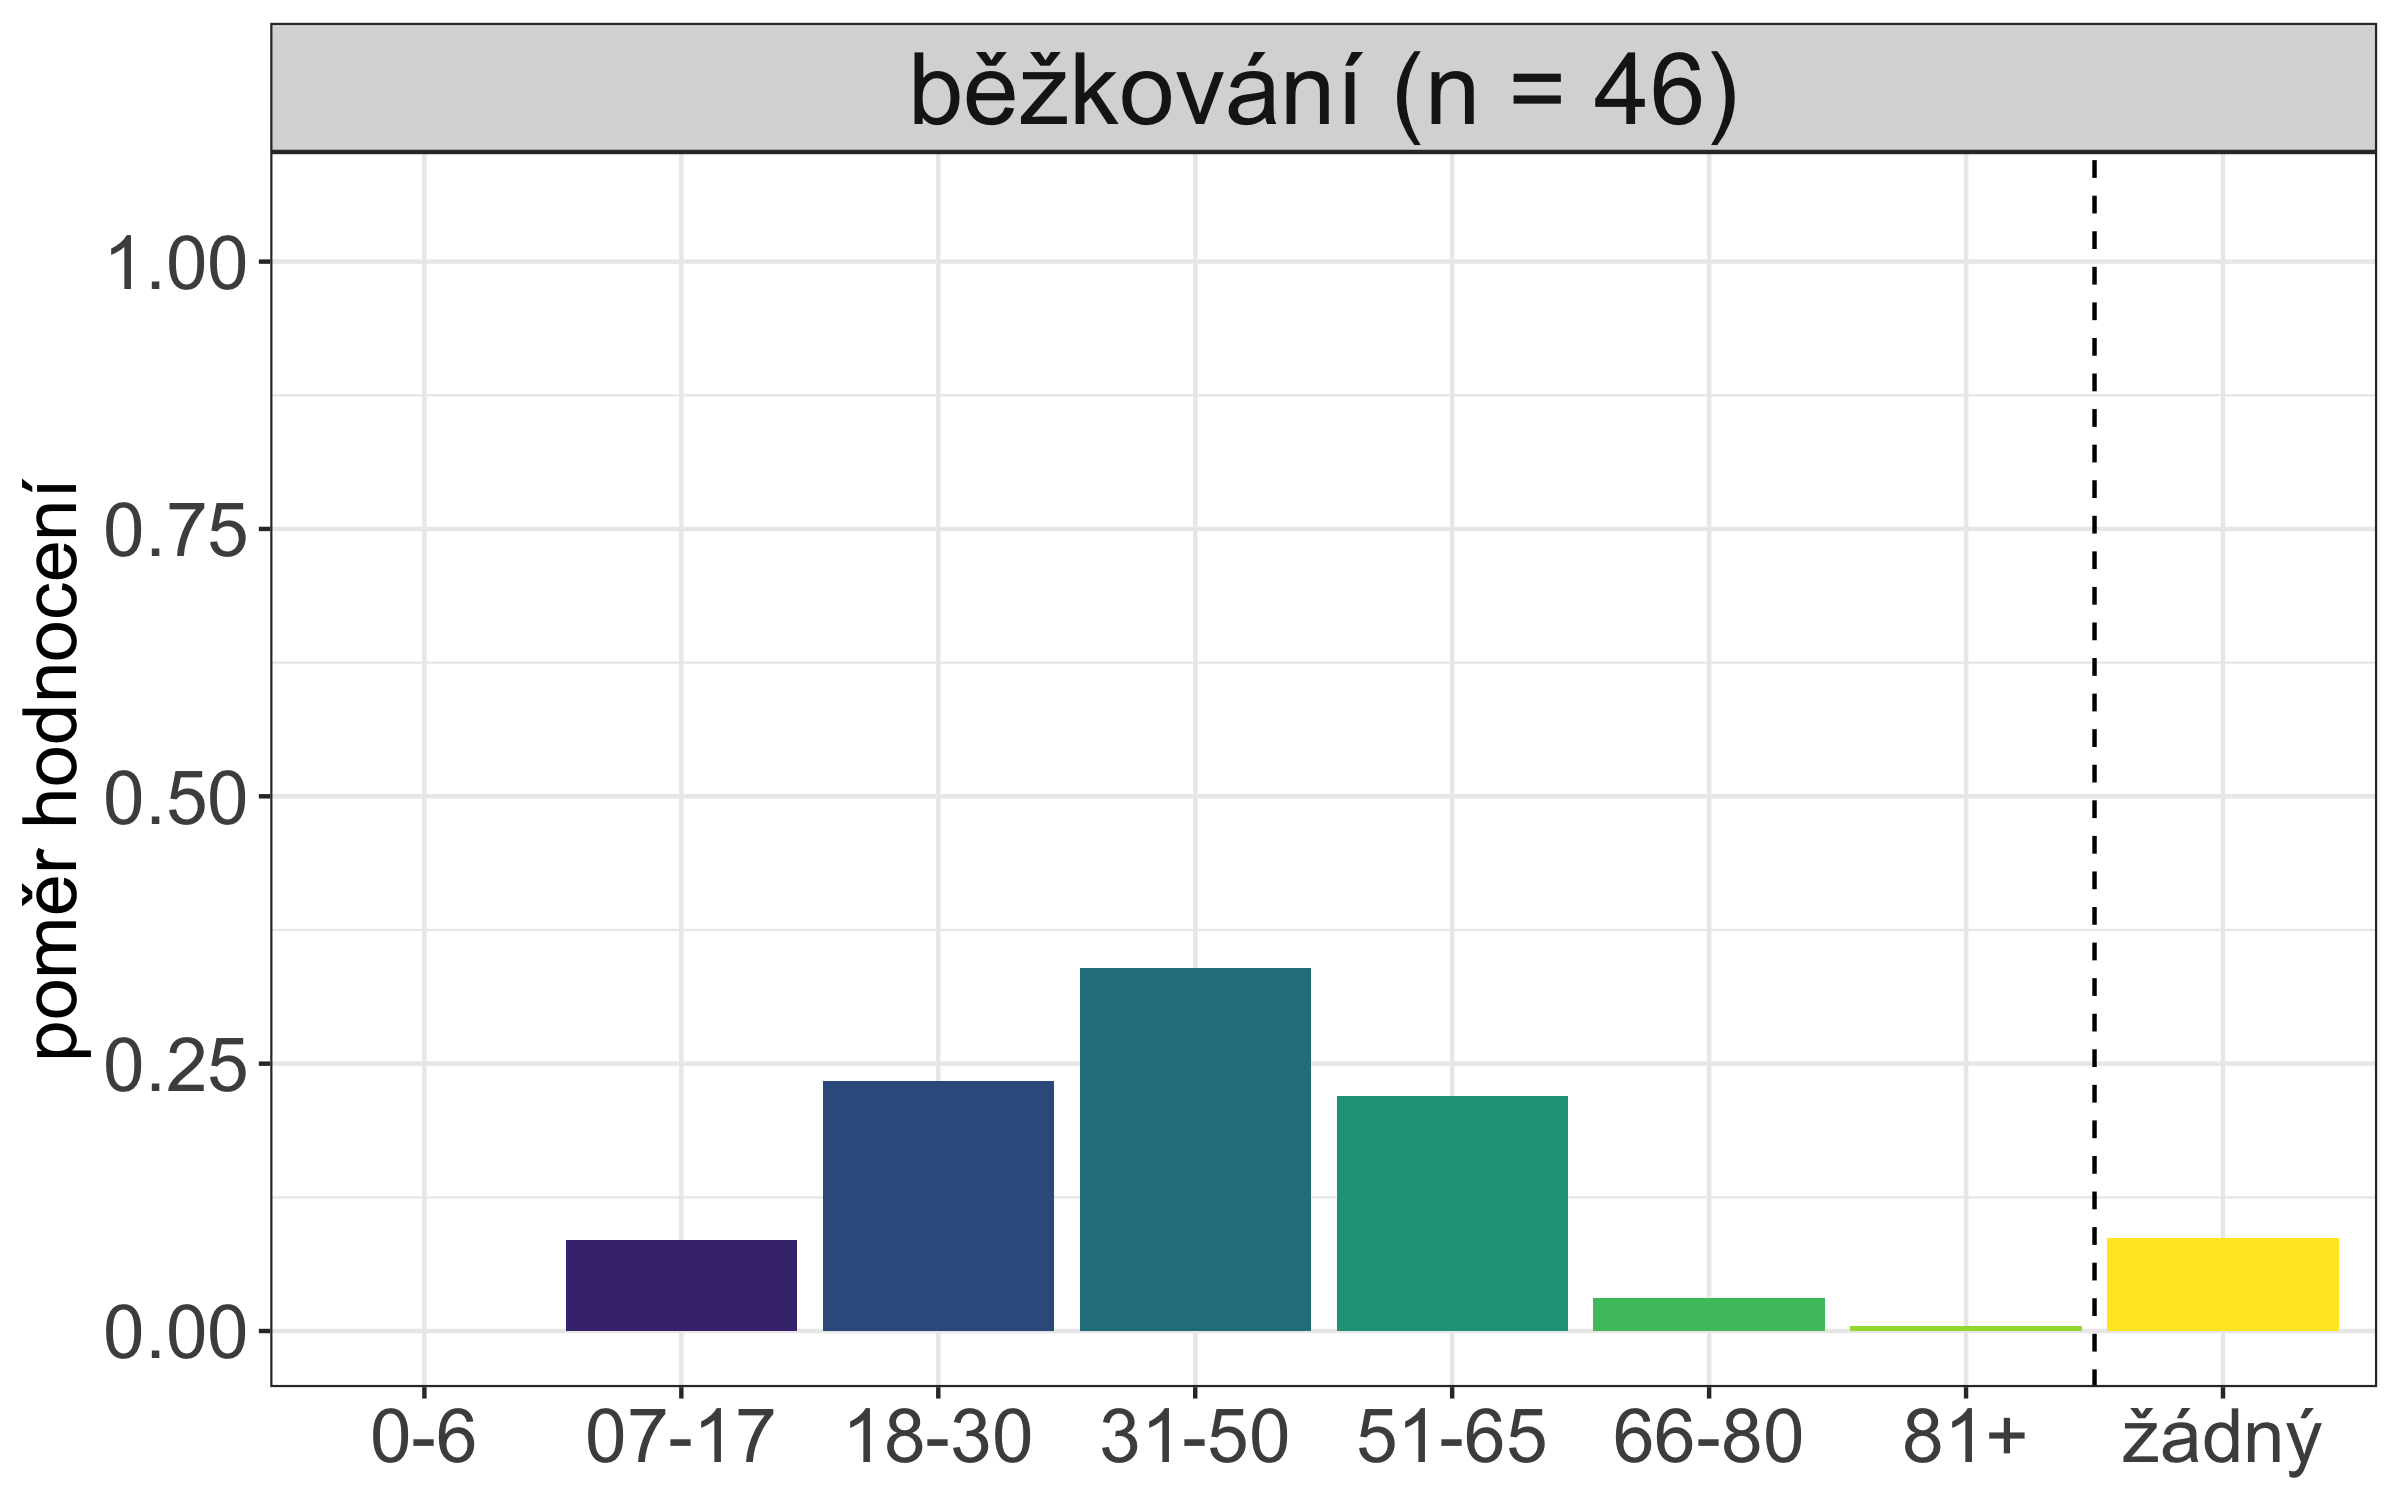 běžkování (n = 46)
poměr hodnocení
1.00
0.75
0.50
0.25
0.00
0-6 07-17 18-30 31-50 51-65 66-80 81+ žádný